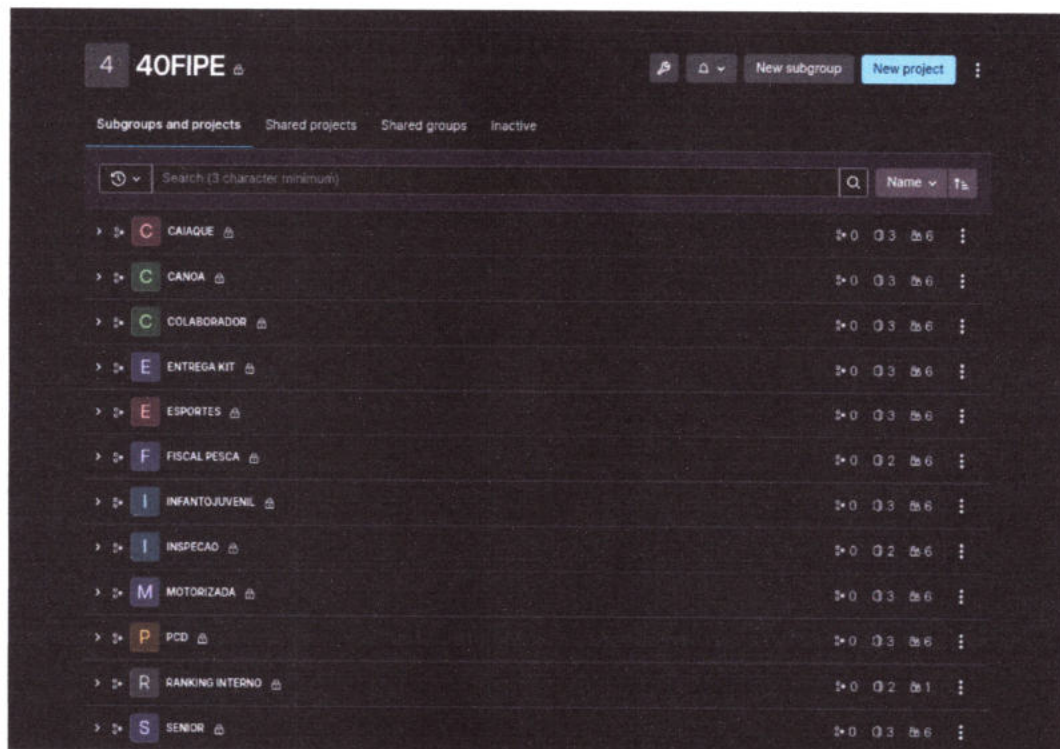 4 40FIPE New subgroup New project
Subgroups and projects Shared projects Shared groups Inactive
Search (3 character minimum) Name
C CAIAQUE 0 3 6
C CANOA 0 3 6
C COLABORADOR 0 3 6
E ENTREGA KIT 0 3 6
E ESPORTES 0 3 6
F FISCAL PESCA 0 2 6
I INFANTOJUVENIL 0 3 6
I INSPECAO 0 2 6
M MOTORIZADA 0 3 6
P PCD 0 3 6
R RANKING INTERNO 0 2 1
S SENIOR 0 3 6